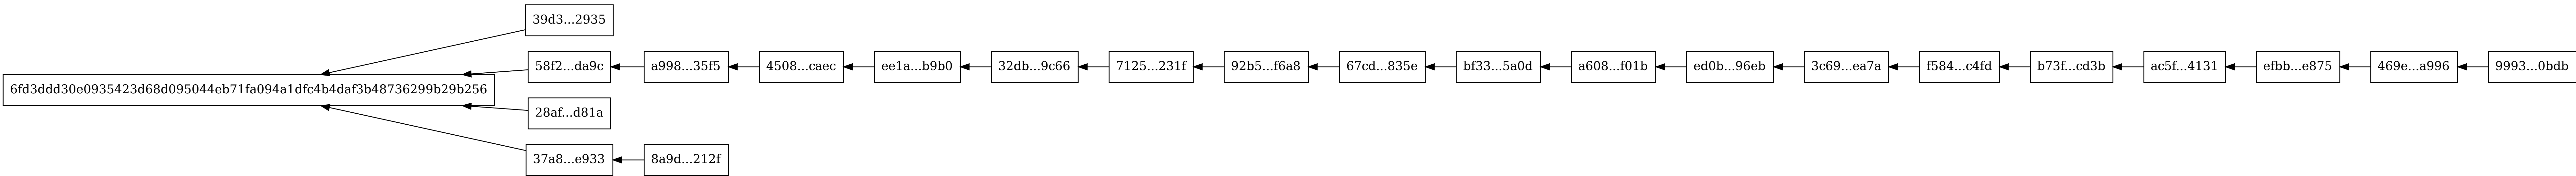 39d3...2935
58f2...da9c
a998...35f5
4508...caec
ee1a...b9b0
32db...9c66
7125...231f
92b5...f6a8
67cd...835e
bf33...5a0d
a608...f01b
ed0b...96eb
3c69...ea7a
f584...c4fd
b73f...cd3b
ac5f...4131
efbb...e875
469e...a996
9993...0bdb
6fd3ddd30e0935423d68d095044eb71fa094a1dfc4b4daf3b48736299b29b256
28af...d81a
37a8...e933
8a9d...212f